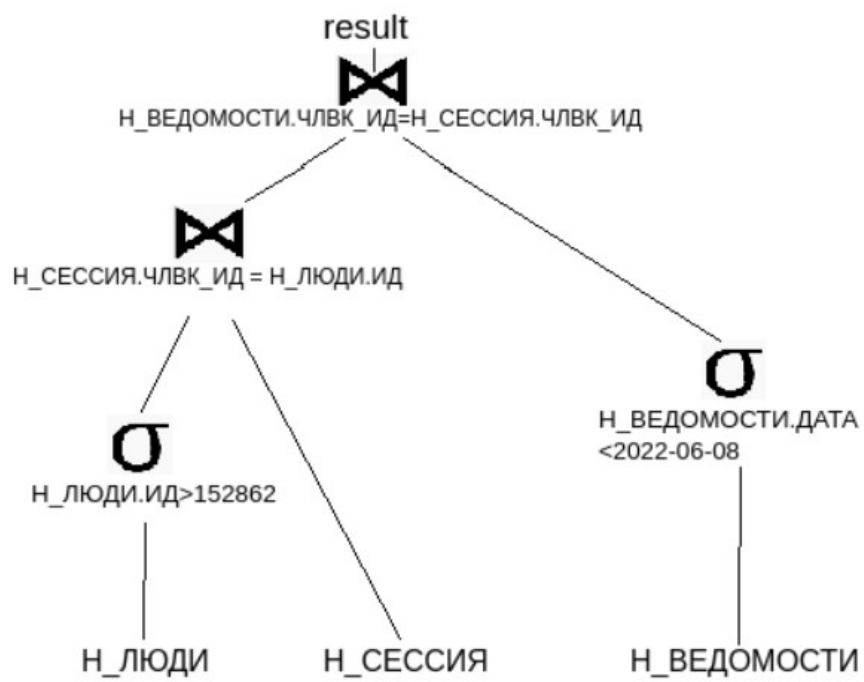 result
Н_ВЕДОМОСТИ.ЧЛВК_ИД=Н_СЕССИЯ.ЧЛВК_ИД
Н_СЕССИЯ.ЧЛВК_ИД = Н_ЛЮДИ.ИД
σ
Н_ВЕДОМОСТИ.ДАТА
<2022-06-08
σ
Н_ЛЮДИ.ИД>152862
Н_ЛЮДИ
Н_СЕССИЯ
Н_ВЕДОМОСТИ